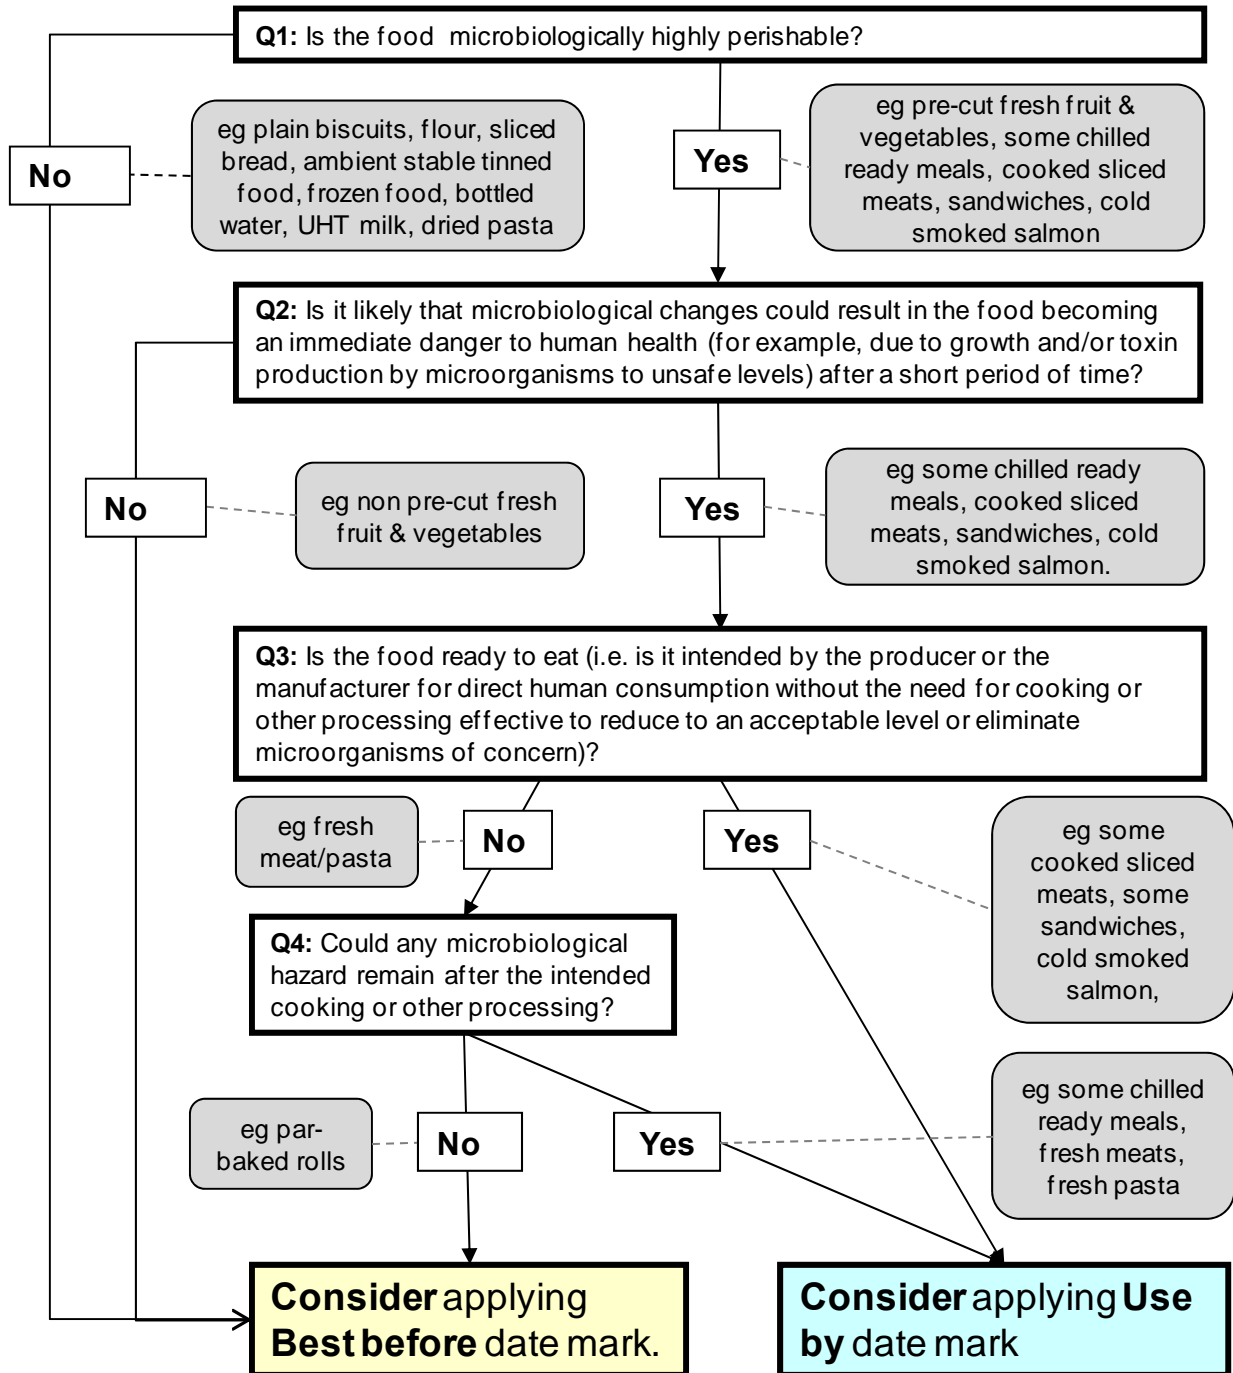 Q1: Is the food microbiologically highly perishable?
No
eg plain biscuits, flour, sliced
bread, ambient stable tinned
food, frozen food, bottled
water, UHT milk, dried pasta
Yes
eg pre-cut fresh fruit &
vegetables, some chilled
ready meals, cooked sliced
meats, sandwiches, cold
smoked salmon
Q2: Is it likely that microbiological changes could result in the food becoming
an immediate danger to human health (for example, due to growth and/or toxin
production by microorganisms to unsafe levels) after a short period of time?
No
eg non pre-cut fresh
fruit & vegetables
Yes
eg some chilled ready
meals, cooked sliced
meats, sandwiches, cold
smoked salmon.
Q3: Is the food ready to eat (i.e. is it intended by the producer or the
manufacturer for direct human consumption without the need for cooking or
other processing effective to reduce to an acceptable level or eliminate
microorganisms of concern)?
eg fresh
meat/pasta
No
Yes
eg some
cooked sliced
meats, some
sandwiches,
cold smoked
salmon,
Q4: Could any microbiological
hazard remain after the intended
cooking or other processing?
eg par-
baked rolls
No
Yes
eg some chilled
ready meals,
fresh meats,
fresh pasta
Consider applying
Best before date mark.
Consider applying Use
by date mark